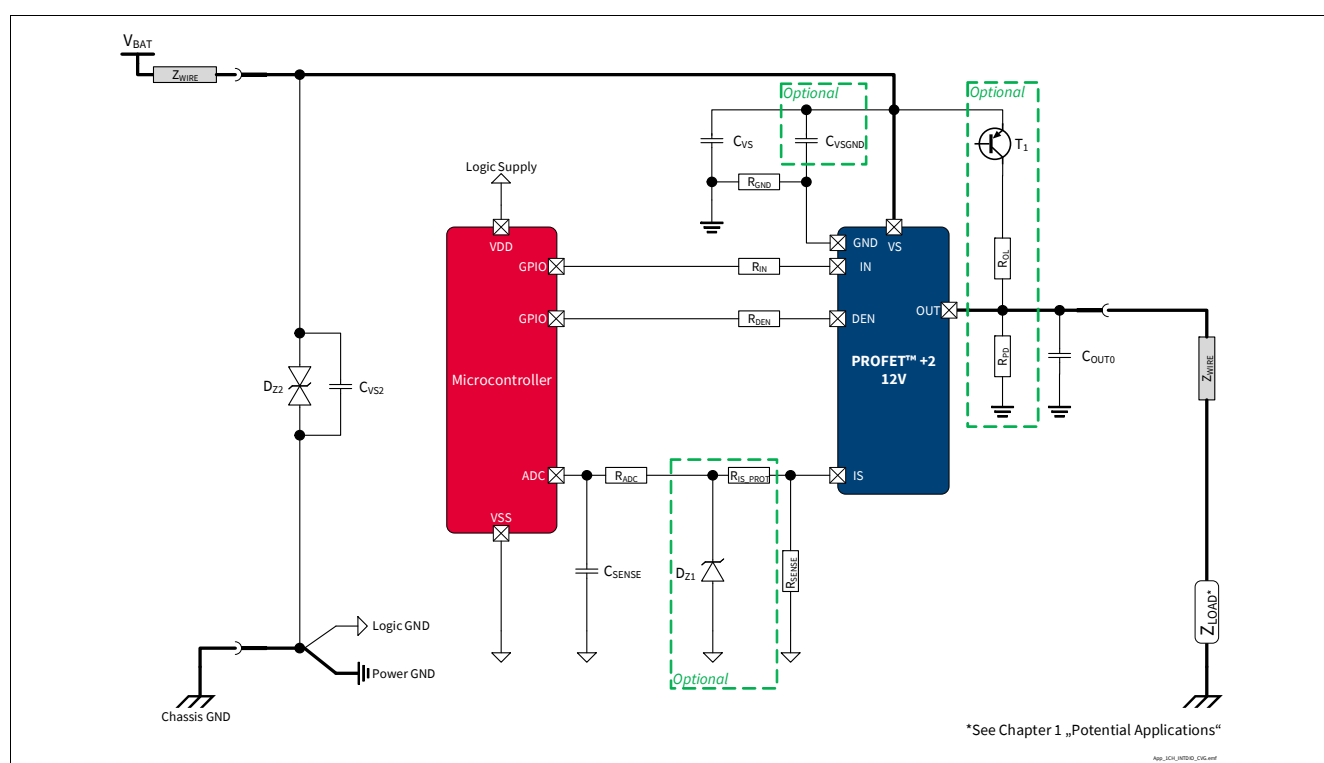 VBAT
ZWIRE
Optional
Optional
CVS
CVSGND
T1
Logic Supply
RGND
VDD
GND
VS
GPIO
RIN
IN
ROL
GPIO
RDEN
DEN
OUT
PROFET™ +2
12V
RPD
COUT0
ZWIRE
DZ2
CVS2
Microcontroller
ADC
RADC
RIS_PROT
IS
VSS
CSENSE
DZ1
RSENSE
ZLOAD*
Logic GND
Power GND
Optional
Chassis GND
*See Chapter 1 „Potential Applications“
App_1CH_INTDIO_CVG.emf